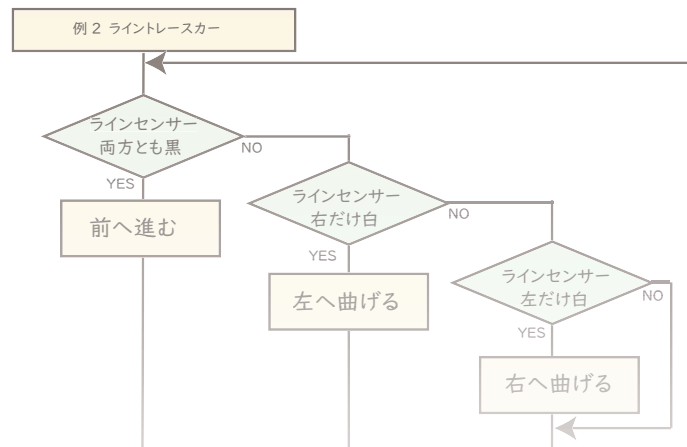 例２ ライントレースカー
ラインセンサー
両方とも黒
NO
YES
前へ進む
ラインセンサー
右だけ白
NO
YES
左へ曲げる
ラインセンサー
左だけ白
NO
YES
右へ曲げる